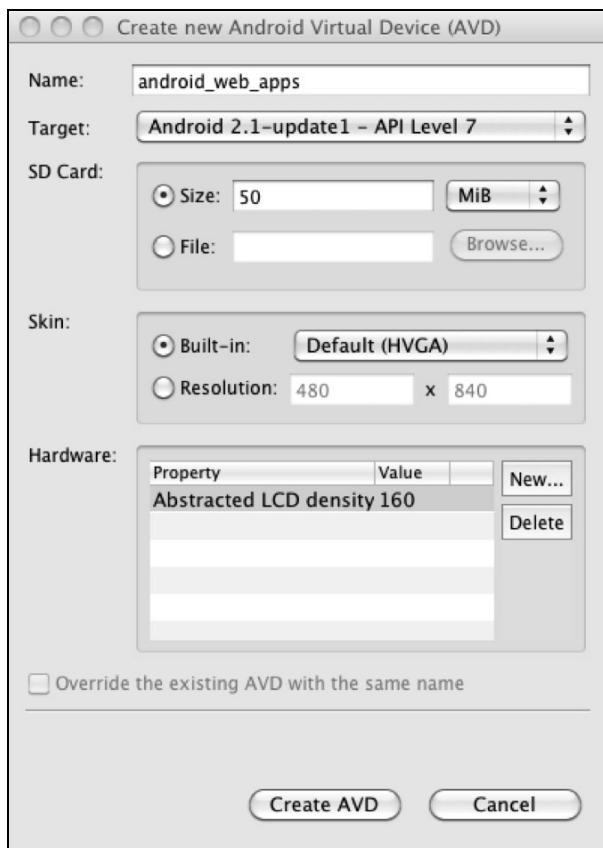 Create new Android Virtual Device (AVD)
Name: android_web_apps
Target: Android 2.1-update1 - API Level 7
SD Card:
Size: 50 MiB
File: Browse...
Skin:
Built-in: Default (HVGA)
Resolution: 480 x 840
Hardware:
Property Value New...
Abstracted LCD density 160
Delete
Override the existing AVD with the same name
Create AVD Cancel